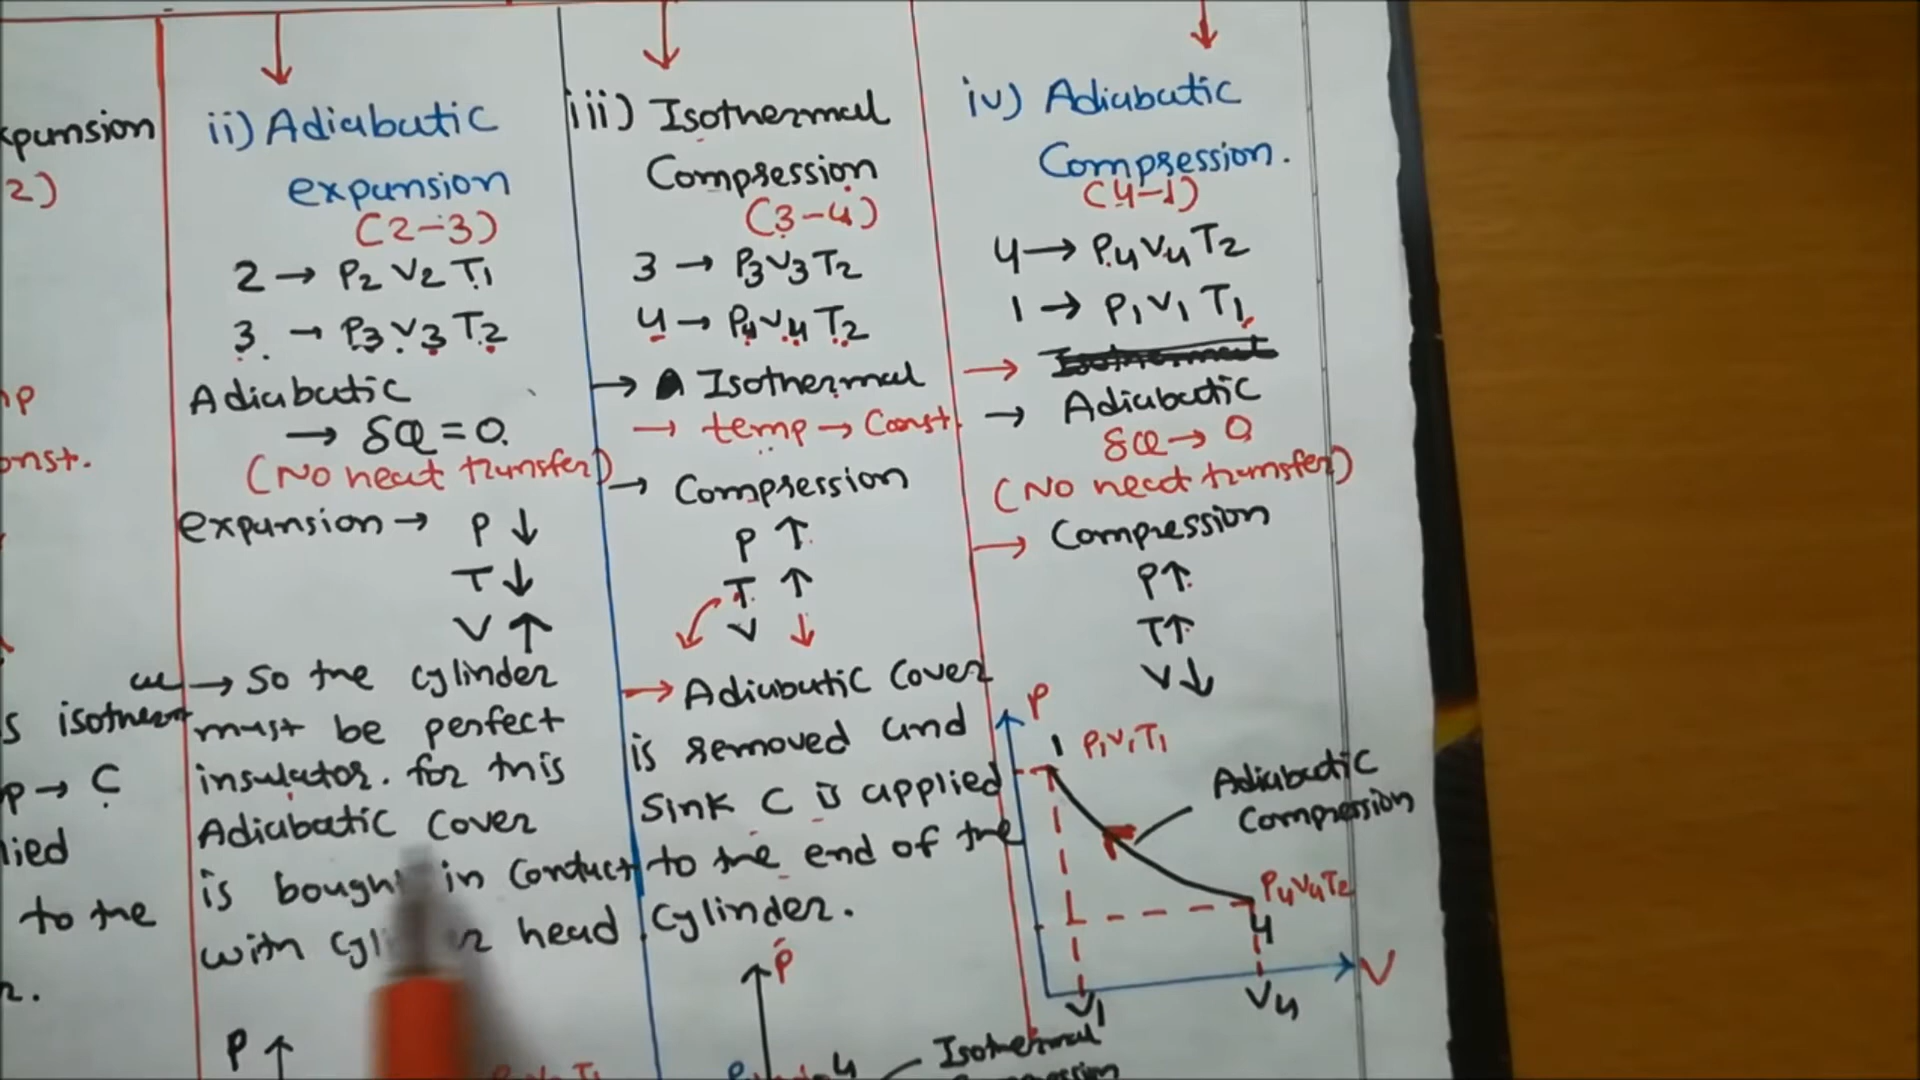 xpansion
2)
onst.
s isother
p → C
lied
to the
ii) Adiabatic
expansion
(2-3)
2 → P2 V2 T1
3 → P3 V3 T2
Adiabatic
→ δQ = 0
(No heat transfer)
expansion → P ↓
T ↓
V ↑
→ So the cylinder
must be perfect
insulator. for this
Adiabatic Cover
is bough in Conduct
with head
P ↑
iii) Isothermal
Compression
(3-4)
3 → P3 V3 T2
4 → P4 V4 T2
→ Isothermal
→ temp → Const.
→ Compression
P ↑
T ↑
V ↓
→ Adiabatic Cover
is removed and
Sink C is applied
to the end of the
Cylinder.
P
4
Isothermal
iv) Adiabatic
Compression.
(4-1)
4 → P4 V4 T2
1 → P1 V1 T1
→ Adiabatic
δQ → 0
(No heat transfer)
→ Compression
P↑
T↑
V↓
P
1 P1V1T1
Adiabatic
Compression
P4V4T2
4
V
V1 V4